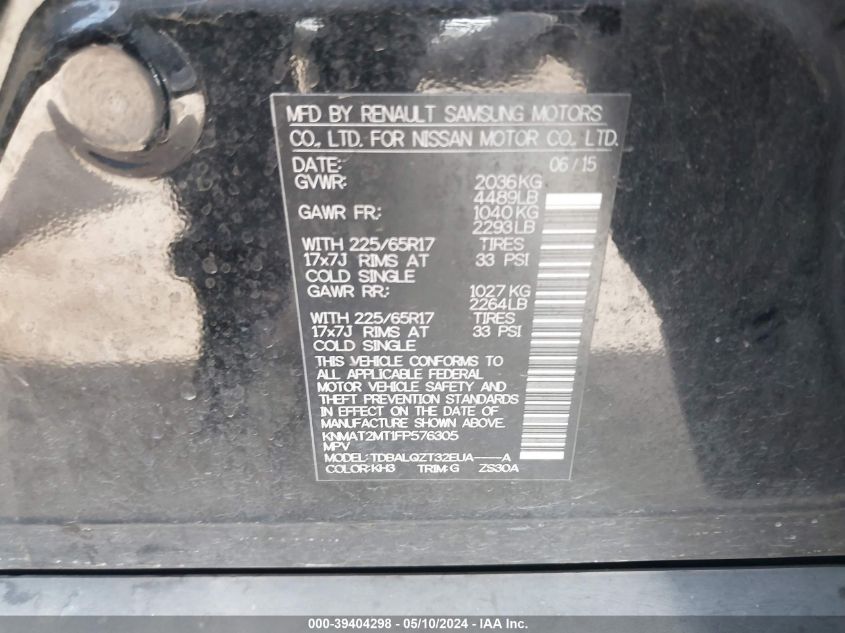 MFD BY RENAULT SAMSUNG MOTORS
CO., LTD. FOR NISSAN MOTOR CO., LTD.
DATE: 06/15
GVWR: 2036KG
4489LB
GAWR FR: 1040KG
2293LB
WITH 225/65R17 TIRES
17x7J RIMS AT 33 PSI
COLD SINGLE
GAWR RR: 1027KG
2264LB
WITH 225/65R17 TIRES
17x7J RIMS AT 33 PSI
COLD SINGLE
THIS VEHICLE CONFORMS TO
ALL APPLICABLE FEDERAL
MOTOR VEHICLE SAFETY AND
THEFT PREVENTION STANDARDS
IN EFFECT ON THE DATE OF
MANUFACTURE SHOWN ABOVE.
KNMAT2MT1FP576305
MPV
MODEL: TDBALQZT32EUA----A
COLOR: KH3 TRIM: G ZS30A
000-39404298 - 05/10/2024 - IAA Inc.